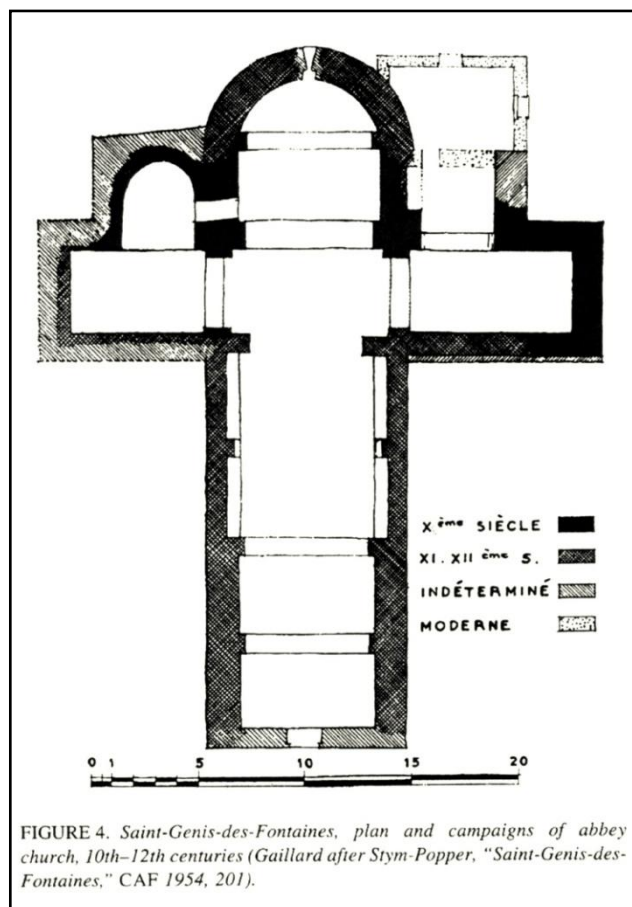 Xème SIÈCLE
XI. XII ème S.
INDÉTERMINÉ
MODERNE
0 1 5 10 15 20
FIGURE 4. Saint-Genis-des-Fontaines, plan and campaigns of abbey
church, 10th–12th centuries (Gaillard after Stym-Popper, "Saint-Genis-des-
Fontaines," CAF 1954, 201).